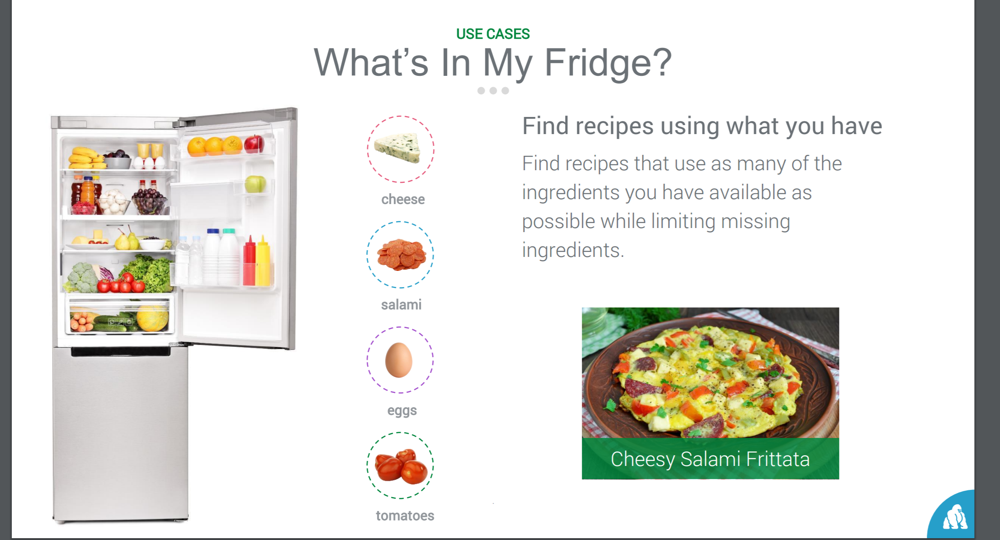 USE CASES
What’s In My Fridge?
cheese
salami
eggs
tomatoes
Find recipes using what you have
Find recipes that use as many of the
ingredients you have available as
possible while limiting missing
ingredients.
Cheesy Salami Frittata